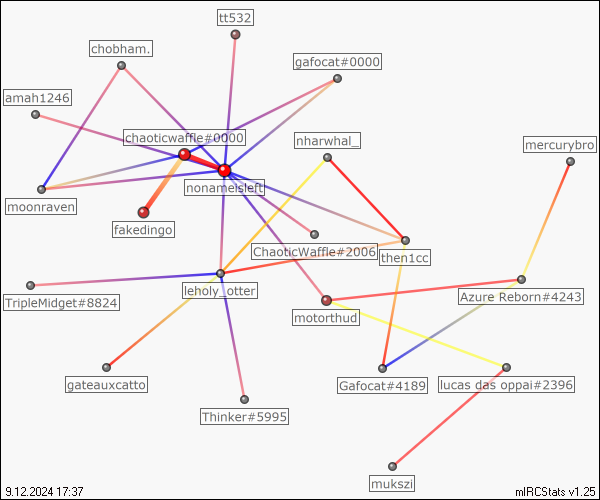 tt532
chobham.
gafocat#0000
amah1246
chaoticwaffle#0000
nharwhal_
mercurybro
nonameisleft
moonraven
fakedingo
ChaoticWaffle#2006
then1cc
leholy_otter
TripleMidget#8824
Azure Reborn#4243
motorthud
gateauxcatto
Gafocat#4189
lucas das oppai#2396
Thinker#5995
mukszi
9.12.2024 17:37
mIRCStats v1.25